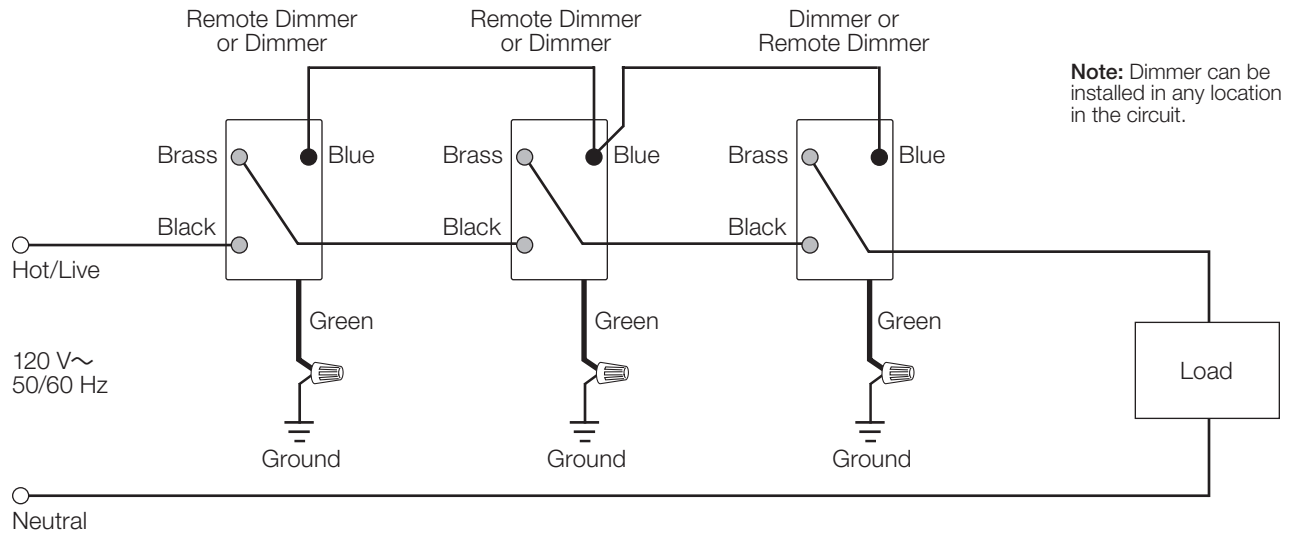 Remote Dimmer
or Dimmer
Remote Dimmer
or Dimmer
Dimmer or
Remote Dimmer
Note: Dimmer can be
installed in any location
in the circuit.
Brass
Blue
Brass
Blue
Brass
Blue
Black
Black
Black
Hot/Live
Green
Green
Green
120 V～
50/60 Hz
Load
Ground
Ground
Ground
Neutral